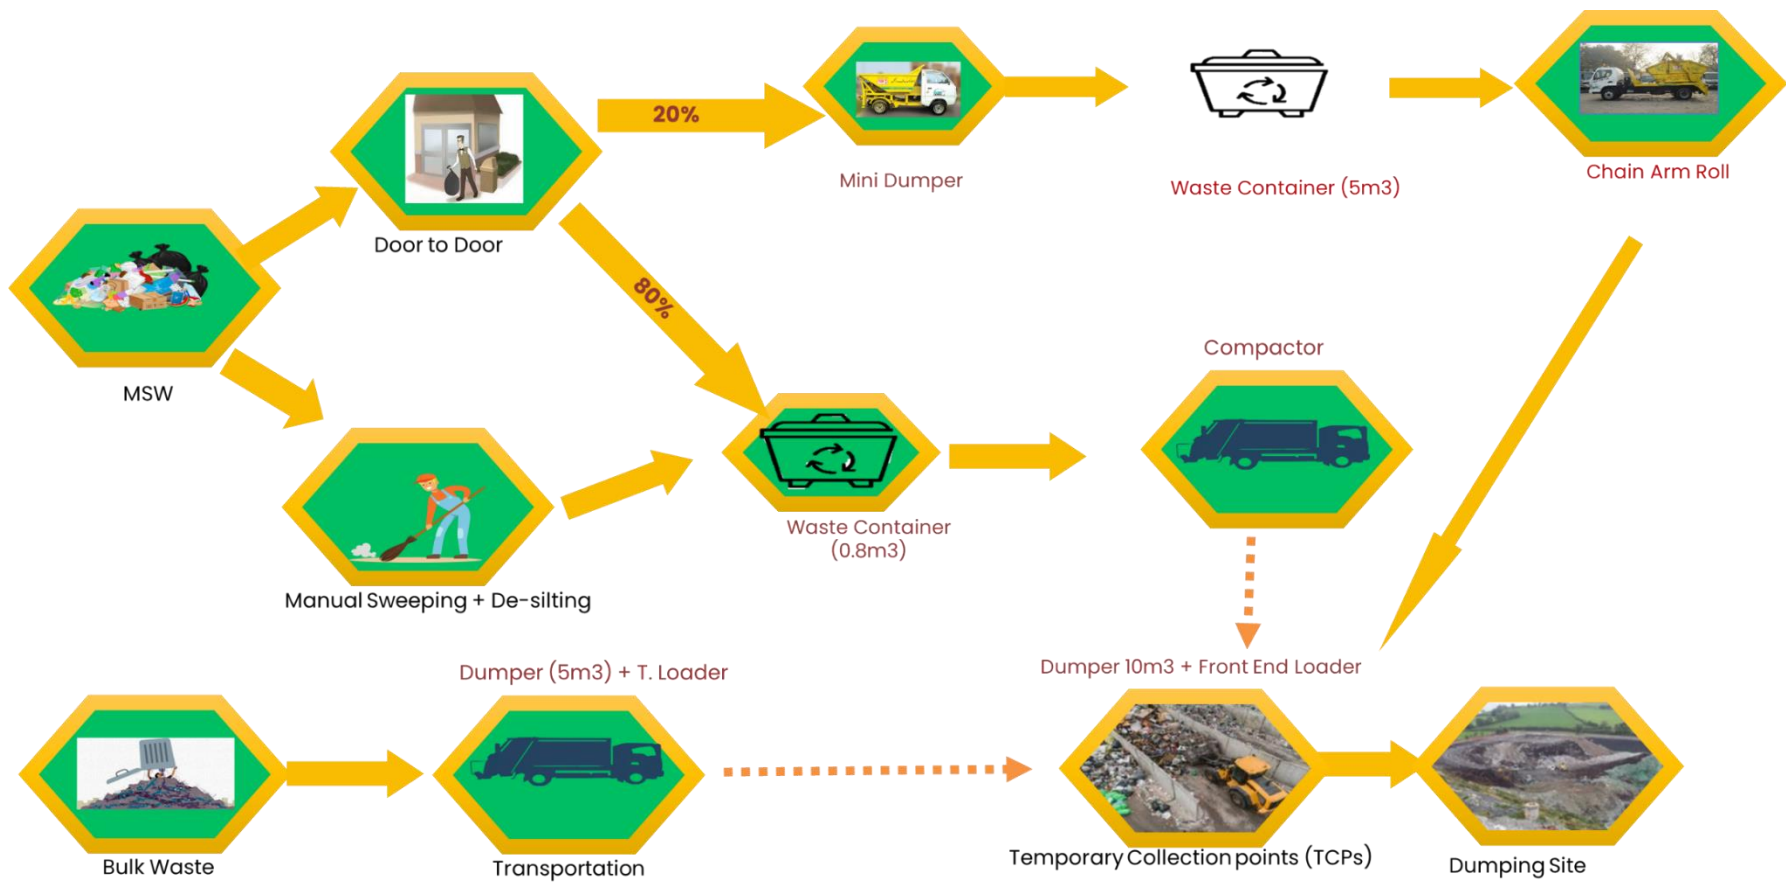 20%
Mini Dumper
Waste Container (5m3)
Chain Arm Roll
Door to Door
80%
MSW
Compactor
Waste Container
(0.8m3)
Manual Sweeping + De-silting
Dumper (5m3) + T. Loader
Dumper 10m3 + Front End Loader
Bulk Waste
Transportation
Temporary Collection points (TCPs)
Dumping Site